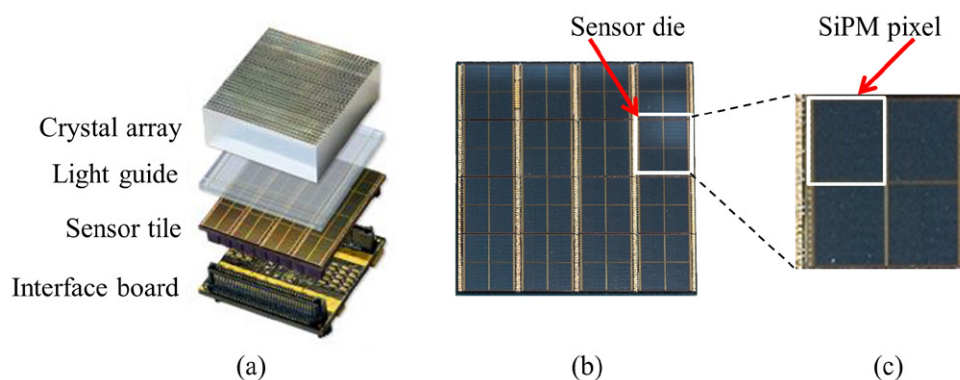 Sensor die
SiPM pixel
Crystal array
Light guide
Sensor tile
Interface board
(a)
(b)
(c)